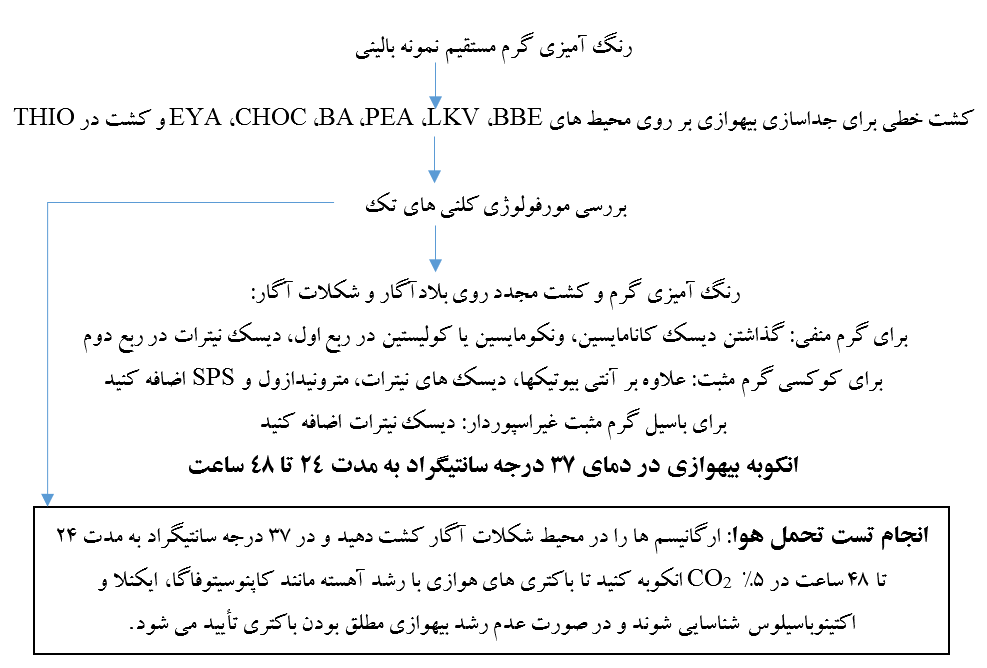 رنگ آمیزی گرم مستقیم نمونه بالینی
کشت خطی برای جداسازی بیهوازی بر روی محیط های BBE، LKV، PEA، BA، CHOC، EYA و کشت در THIO
بررسی مورفولوژی کلنی های تک
رنگ آمیزی گرم و کشت مجدد روی بلادآگار و شکلات آگار:
برای گرم منفی: گذاشتن دیسک کانامایسین، ونکومایسین یا کولیستین در ربع اول، دیسک نیترات در ربع دوم
برای کوکسی گرم مثبت: علاوه بر آنتی بیوتیکها، دیسک های نیترات، مترونیدازول و SPS اضافه کنید
برای باسیل گرم مثبت غیراسپوردار: دیسک نیترات اضافه کنید
انکوبه بیهوازی در دمای ۳۷ درجه سانتیگراد به مدت ۲٤ تا ٤۸ ساعت
انجام تست تحمل هوا: ارگانیسم ها را در محیط شکلات آگار کشت دهید و در ۳۷ درجه سانتیگراد به مدت ۲۴
تا ۴۸ ساعت در ۵٪ CO2 انکوبه کنید تا باکتری های هوازی با رشد آهسته مانند کاپنوسیتوفاگا، ایکنلا و
اکتینوباسیلوس شناسایی شوند و در صورت عدم رشد بیهوازی مطلق بودن باکتری تأیید می شود.